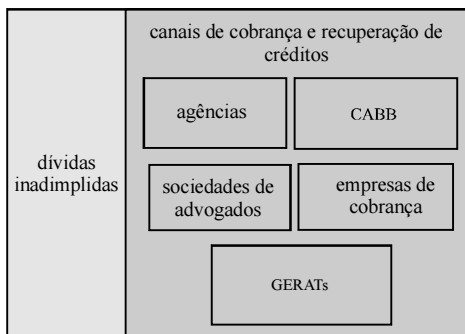 dívidas
inadimplidas
canais de cobrança e recuperação de
créditos
agências
CABB
sociedades de
advogados
empresas de
cobrança
GERATs